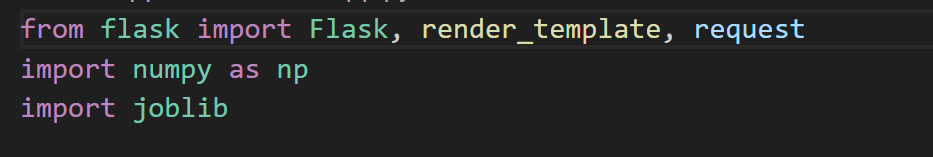 from flask import Flask, render_template, request
import numpy as np
import joblib